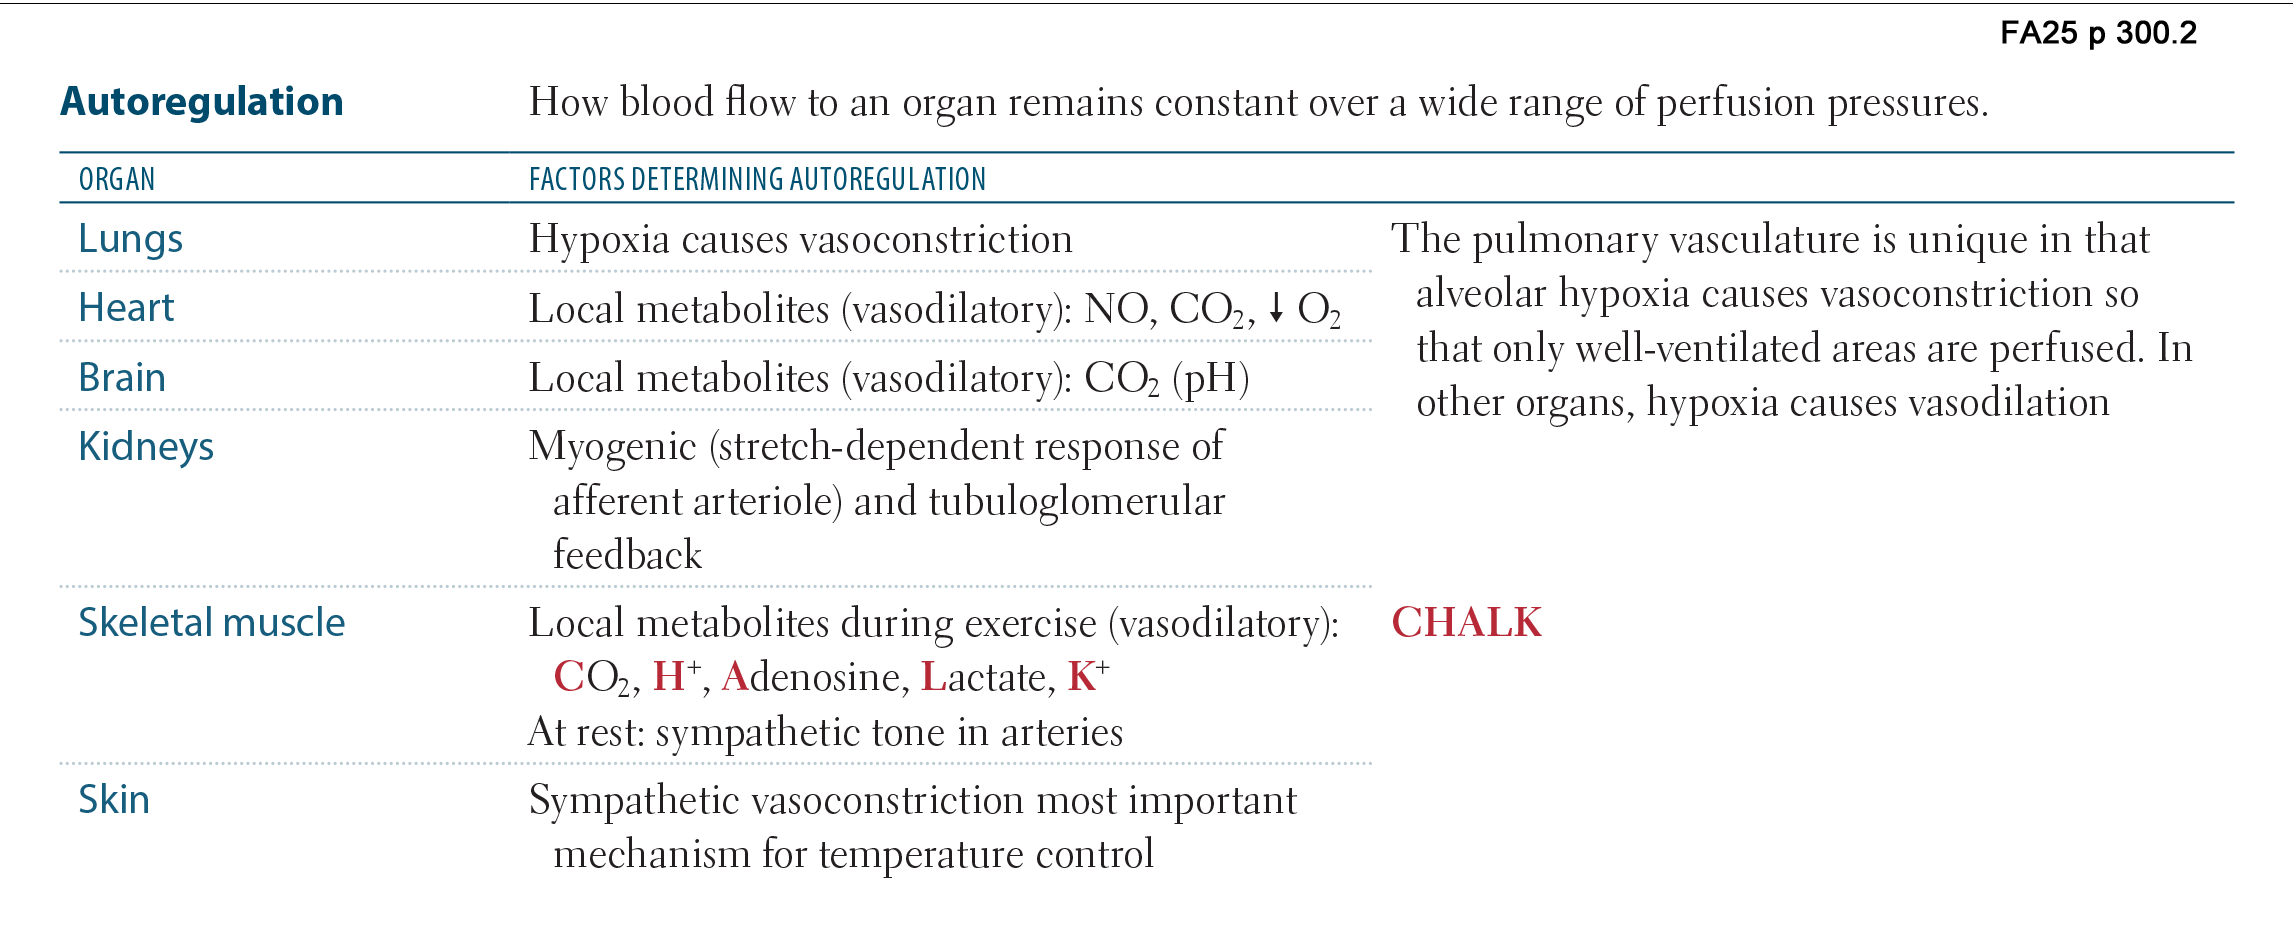 FA25 p 300.2
Autoregulation
How blood flow to an organ remains constant over a wide range of perfusion pressures.
ORGAN
FACTORS DETERMINING AUTOREGULATION
Lungs
Hypoxia causes vasoconstriction
The pulmonary vasculature is unique in that
alveolar hypoxia causes vasoconstriction so
that only well-ventilated areas are perfused. In
other organs, hypoxia causes vasodilation
Heart
Local metabolites (vasodilatory): NO, CO₂, ↓ O₂
Brain
Local metabolites (vasodilatory): CO₂ (pH)
Kidneys
Myogenic (stretch-dependent response of
afferent arteriole) and tubuloglomerular
feedback
Skeletal muscle
Local metabolites during exercise (vasodilatory):
CO₂, H⁺, Adenosine, Lactate, K⁺
At rest: sympathetic tone in arteries
CHALK
Skin
Sympathetic vasoconstriction most important
mechanism for temperature control